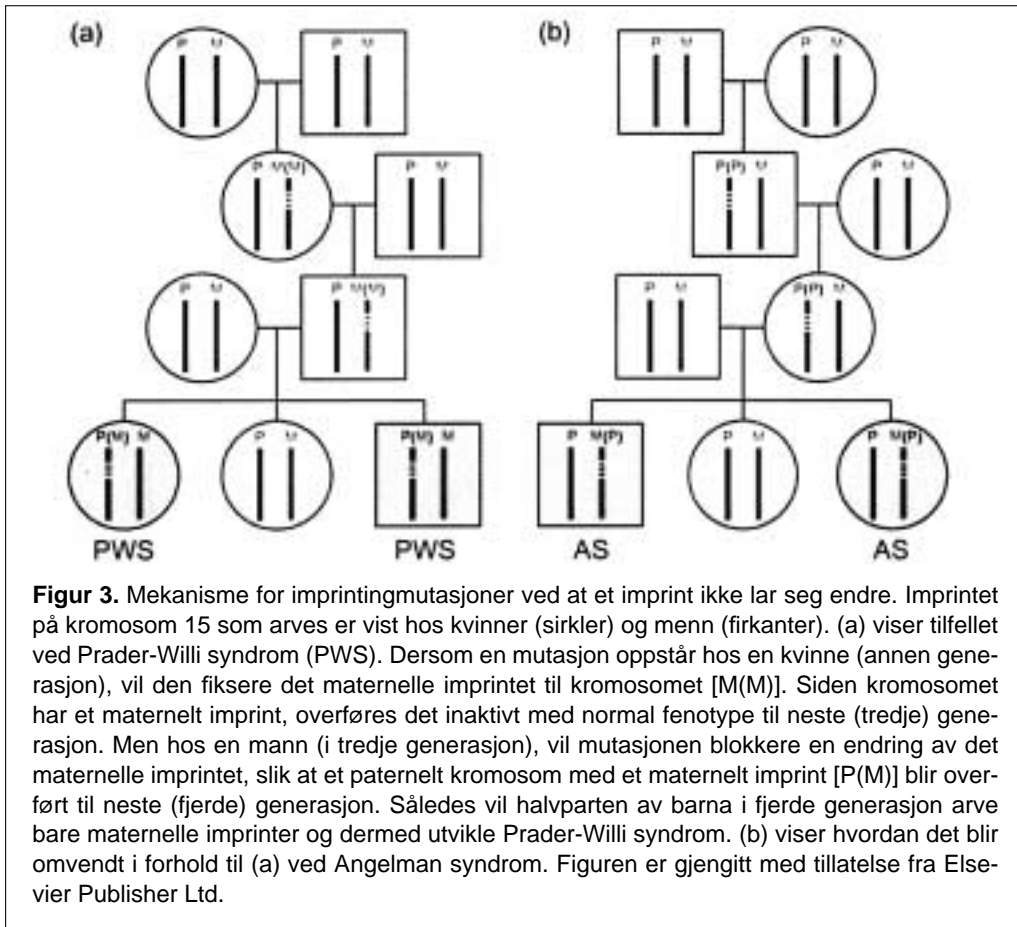 (a) (b)
P M P M P M P M
P M(M) P M P(P) M P M
P M P M(M) P M P(P) M
P(M) M P M P(M) M P M(P) P M P M(P)
PWS PWS AS AS
Figur 3. Mekanisme for imprintingmutasjoner ved at et imprint ikke lar seg endre. Imprintet
på kromosom 15 som arves er vist hos kvinner (sirkler) og menn (firkanter). (a) viser tilfellet
ved Prader-Willi syndrom (PWS). Dersom en mutasjon oppstår hos en kvinne (annen gene-
rasjon), vil den fiksere det maternelle imprintet til kromosomet [M(M)]. Siden kromosomet
har et maternelt imprint, overføres det inaktivt med normal fenotype til neste (tredje) gene-
rasjon. Men hos en mann (i tredje generasjon), vil mutasjonen blokkere en endring av det
maternelle imprintet, slik at et paternelt kromosom med et maternelt imprint [P(M)] blir over-
ført til neste (fjerde) generasjon. Således vil halvparten av barna i fjerde generasjon arve
bare maternelle imprinter og dermed utvikle Prader-Willi syndrom. (b) viser hvordan det blir
omvendt i forhold til (a) ved Angelman syndrom. Figuren er gjengitt med tillatelse fra Else-
vier Publisher Ltd.